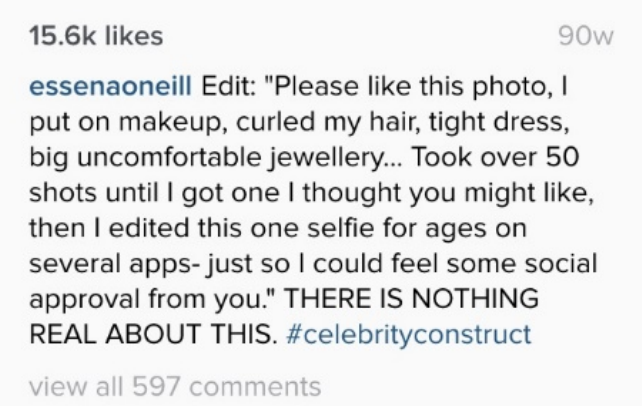 15.6k likes 90w
essenaoneill Edit: "Please like this photo, I
put on makeup, curled my hair, tight dress,
big uncomfortable jewellery... Took over 50
shots until I got one I thought you might like,
then I edited this one selfie for ages on
several apps- just so I could feel some social
approval from you." THERE IS NOTHING
REAL ABOUT THIS. #celebrityconstruct
view all 597 comments